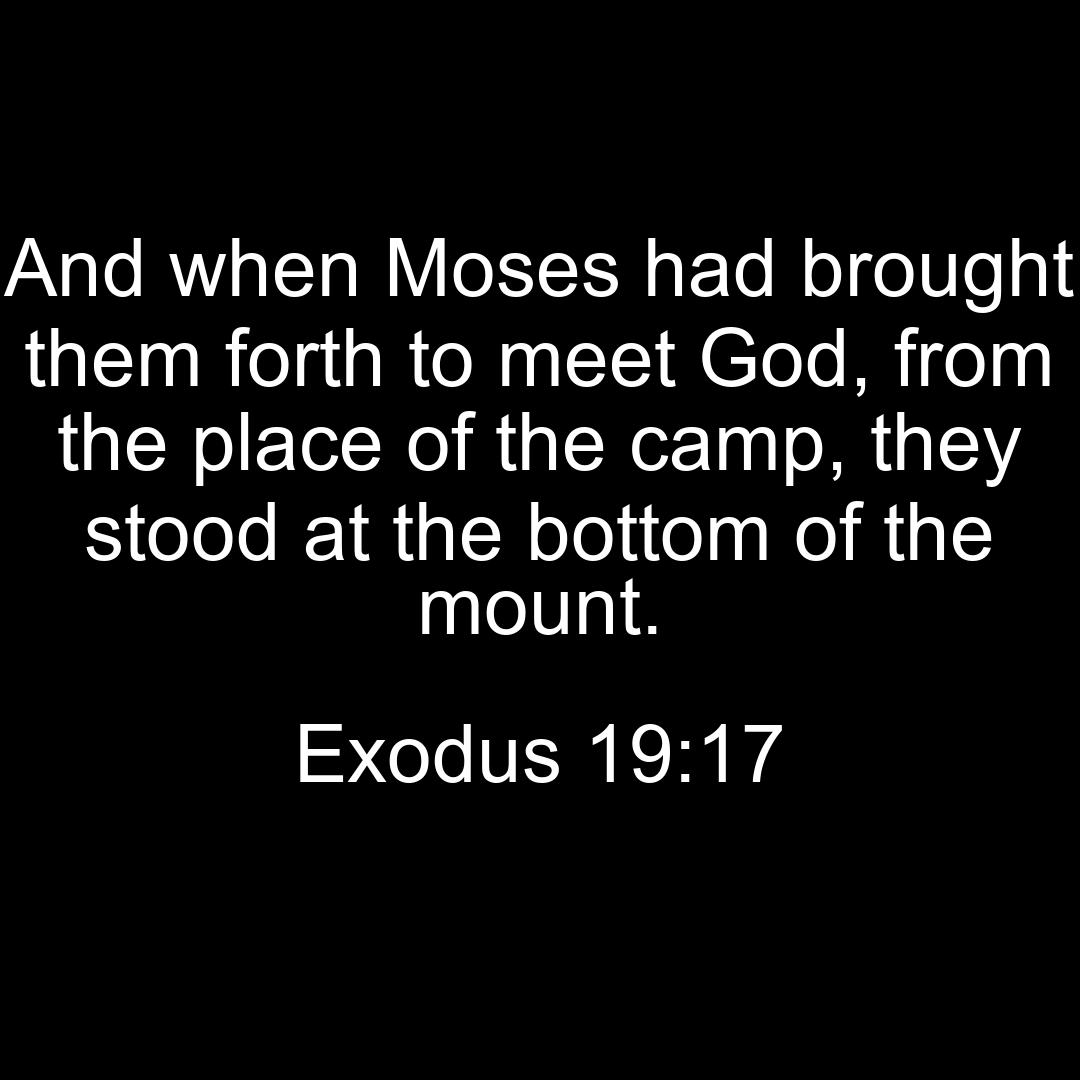 And when Moses had brought
them forth to meet God, from
the place of the camp, they
stood at the bottom of the
mount.
Exodus 19:17